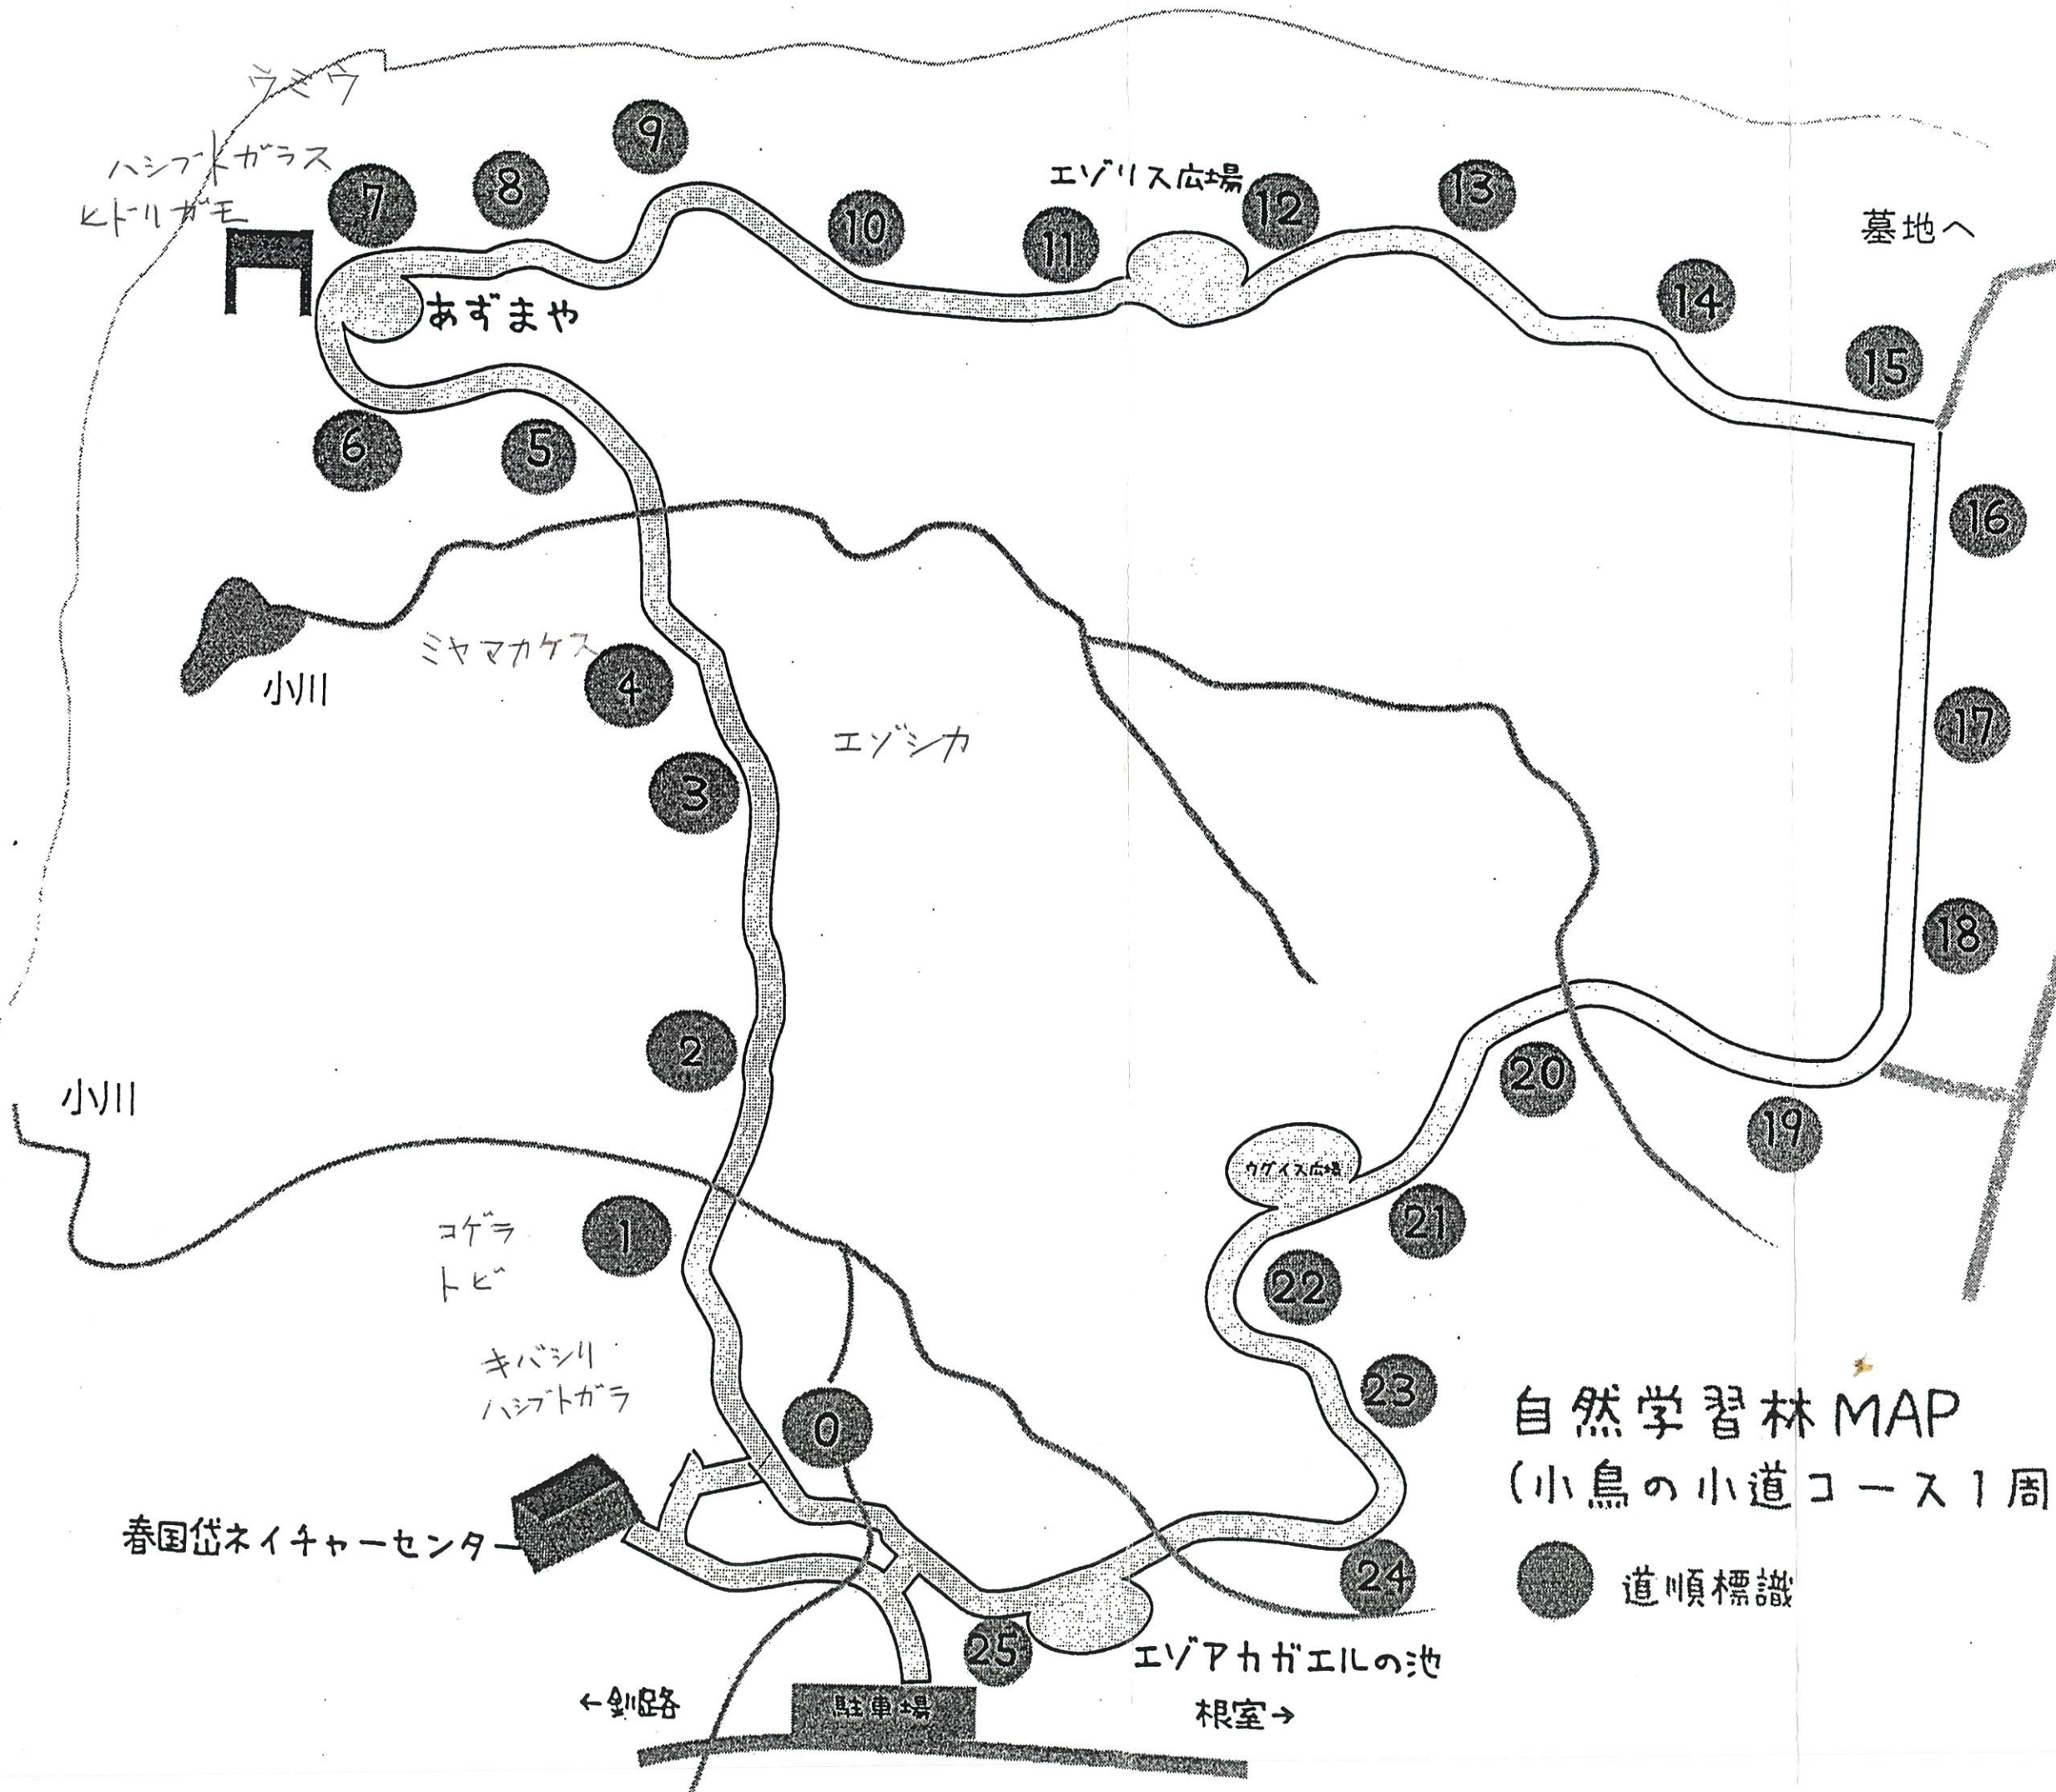 ウミウ
ハシブトガラス
ヒドリガモ
7
8
9
10
11
エゾリス広場
12
13
墓地へ
14
15
あずまや
6
5
16
小川
ミヤマカケス
4
エゾシカ
3
17
18
2
小川
20
19
ウグイス広場
21
1
コゲラ
トビ
22
キバシリ
ハシブトガラ
23
0
自然学習林MAP
(小鳥の小道コース1周
春国岱ネイチャーセンター
24
道順標識
25
エゾアカガエルの池
←釧路
駐車場
根室→